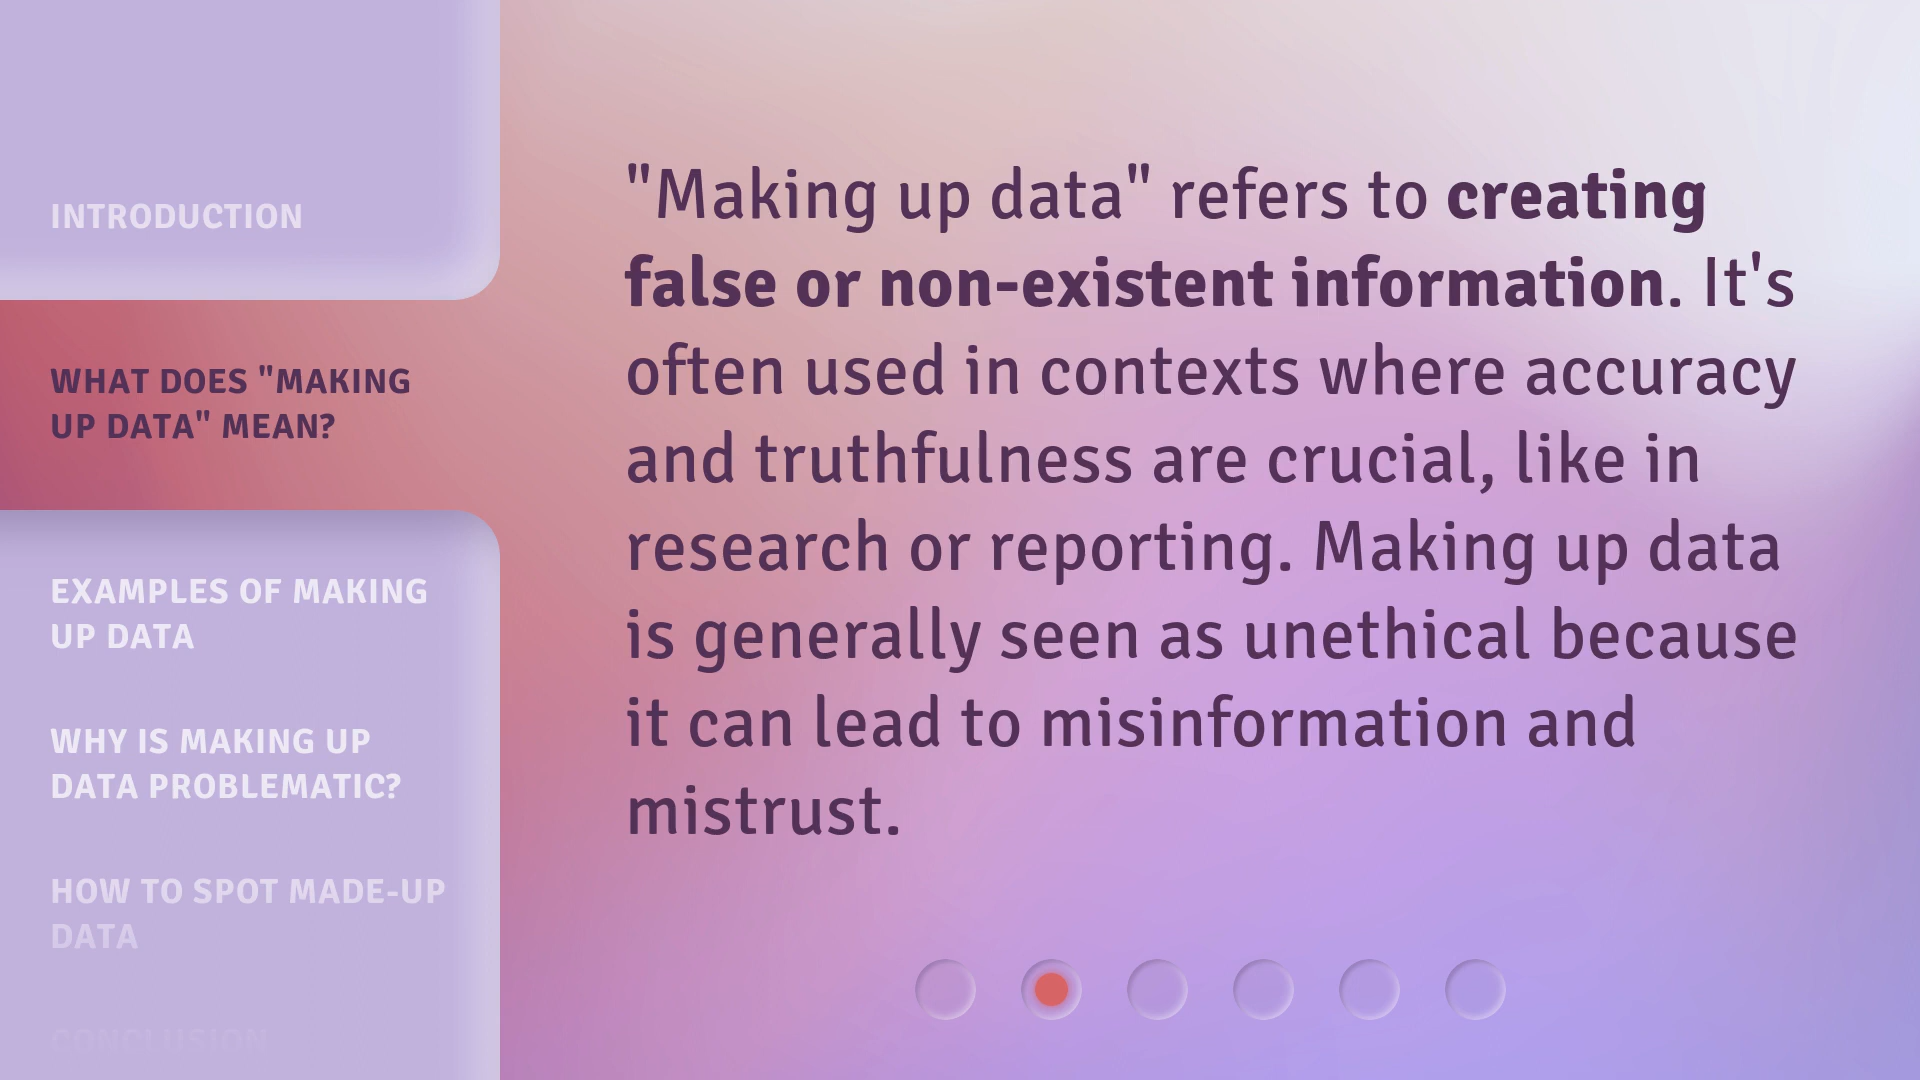 INTRODUCTION
WHAT DOES "MAKING
UP DATA" MEAN?
EXAMPLES OF MAKING
UP DATA
WHY IS MAKING UP
DATA PROBLEMATIC?
HOW TO SPOT MADE-UP
DATA
CONCLUSION
"Making up data" refers to creating
false or non-existent information. It's
often used in contexts where accuracy
and truthfulness are crucial, like in
research or reporting. Making up data
is generally seen as unethical because
it can lead to misinformation and
mistrust.